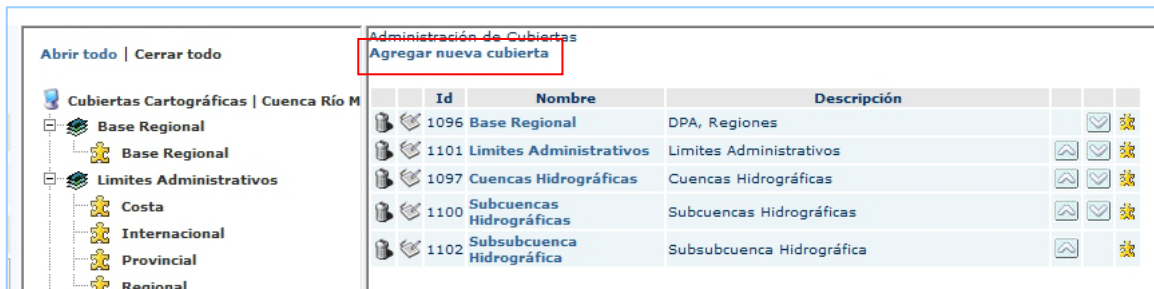 Abrir todo | Cerrar todo
Cubiertas Cartográficas | Cuenca Río M
Base Regional
Base Regional
Limites Administrativos
Costa
Internacional
Provincial
Regional
Administración de Cubiertas
Agregar nueva cubierta
Id Nombre Descripción
1096 Base Regional DPA, Regiones
1101 Limites Administrativos Limites Administrativos
1097 Cuencas Hidrográficas Cuencas Hidrográficas
1100 Subcuencas Hidrográficas Subcuencas Hidrográficas
1102 Subsubcuenca Hidrográfica Subsubcuenca Hidrográfica